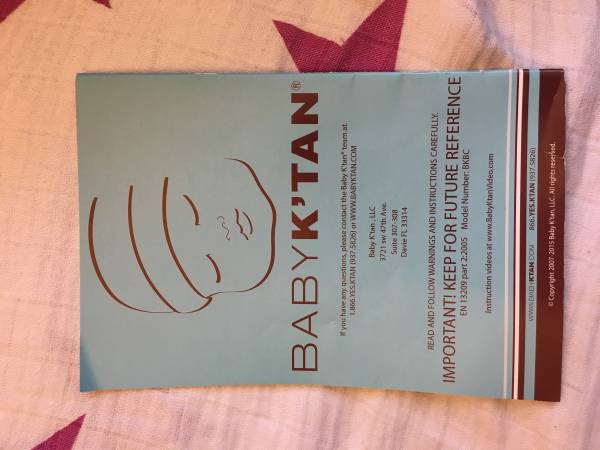 BABYK'TAN®
If you have any questions, please contact the Baby K'tan® team at
1.866.YES.KTAN (937.5826) or WWW.BABYKTAN.COM
Baby K'tan , LLC
3721 sw 47th Ave.
Suite 307-308
Davie FL 33314
READ AND FOLLOW WARNINGS AND INSTRUCTIONS CAREFULLY.
IMPORTANT! KEEP FOR FUTURE REFERENCE
EN 13209 part 2:2005 Model Number: BKBC
Instruction videos at www.BabyKtanVideo.com
WWW.BABYKTAN.COM 866.YES.KTAN (937.5826)
© Copyright 2007-2015 Baby K'tan, LLC. All rights reserved.